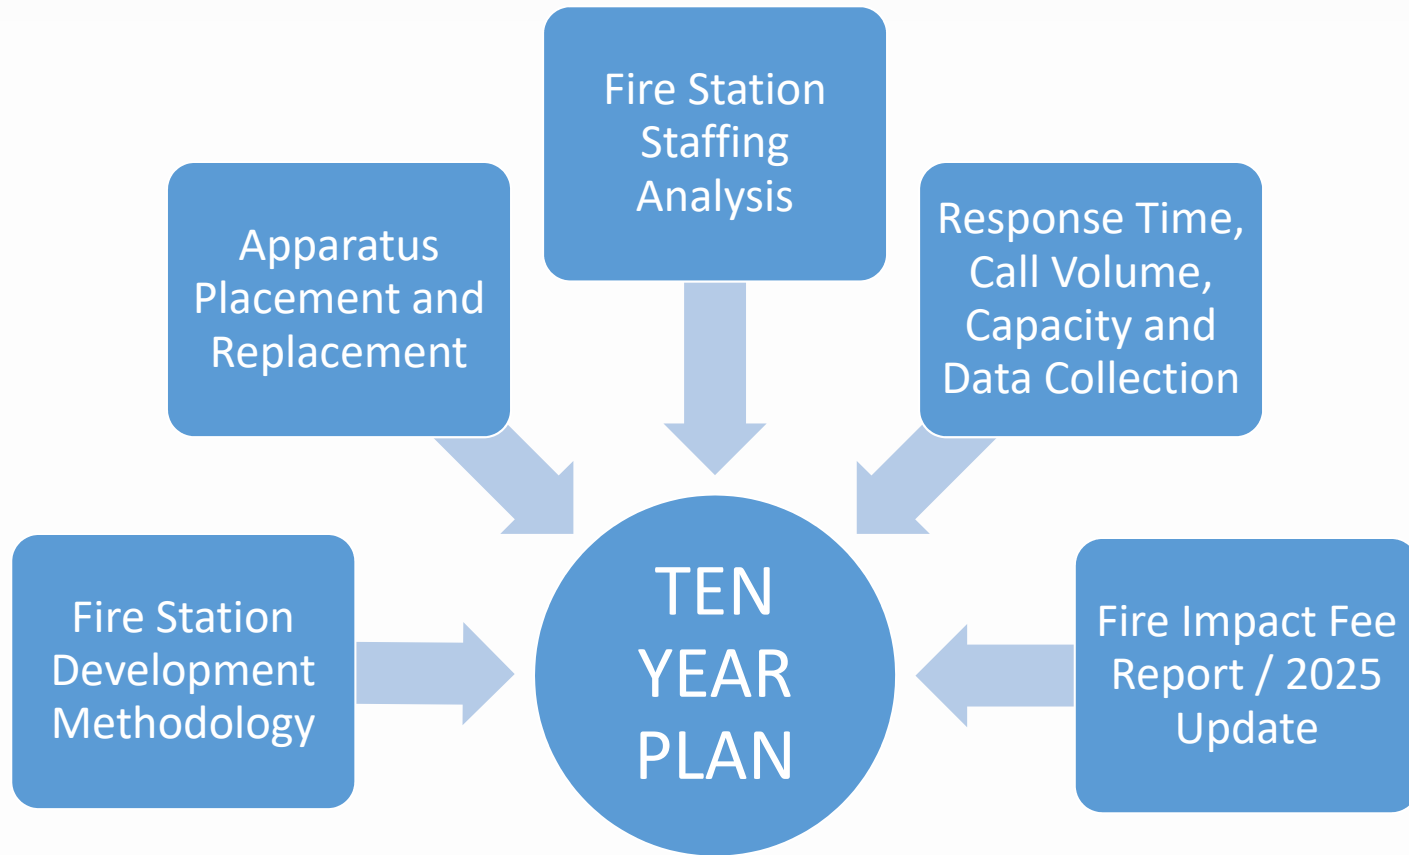 Fire Station
Staffing
Analysis
Apparatus
Placement and
Replacement
Response Time,
Call Volume,
Capacity and
Data Collection
Fire Station
Development
Methodology
TEN
YEAR
PLAN
Fire Impact Fee
Report / 2025
Update